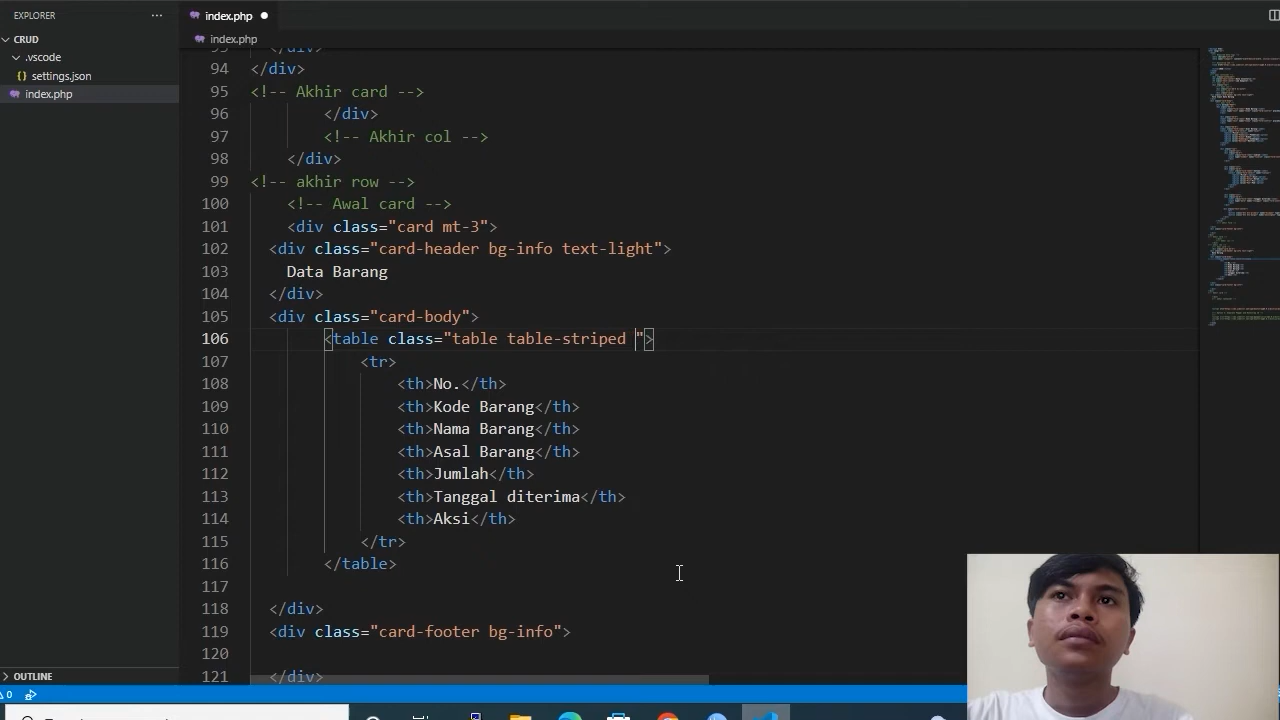 EXPLORER
index.php
CRUD
index.php
.vscode
settings.json
index.php
94 </div>
95 <!-- Akhir card -->
96 </div>
97 <!-- Akhir col -->
98 </div>
99 <!-- akhir row -->
100 <!-- Awal card -->
101 <div class="card mt-3">
102 <div class="card-header bg-info text-light">
103 Data Barang
104 </div>
105 <div class="card-body">
106 <table class="table table-striped ">
107 <tr>
108 <th>No.</th>
109 <th>Kode Barang</th>
110 <th>Nama Barang</th>
111 <th>Asal Barang</th>
112 <th>Jumlah</th>
113 <th>Tanggal diterima</th>
114 <th>Aksi</th>
115 </tr>
116 </table>
117
118 </div>
119 <div class="card-footer bg-info">
120
121 </div>
OUTLINE
0